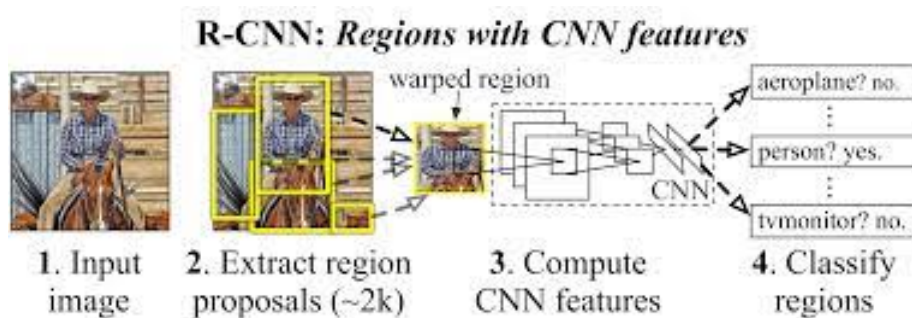 R-CNN: Regions with CNN features
warped region
aeroplane? no.
person? yes.
CNN
tvmonitor? no.
1. Input
image
2. Extract region
proposals (~2k)
3. Compute
CNN features
4. Classify
regions